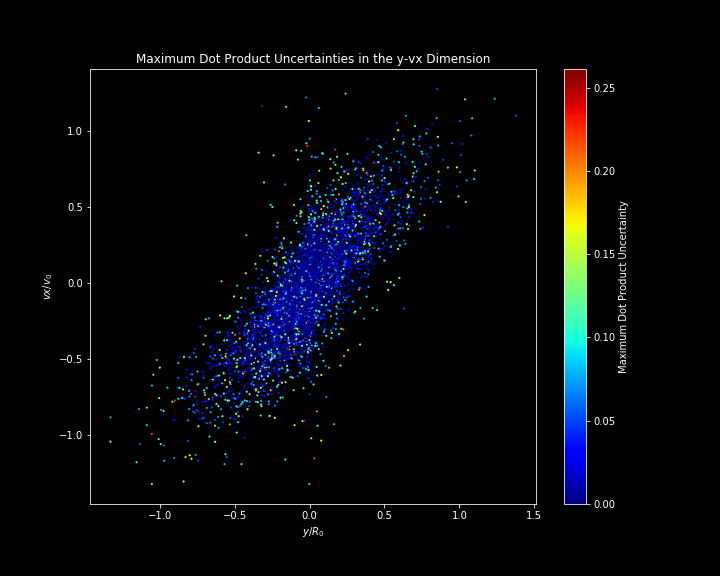 Maximum Dot Product Uncertainties in the y-vx Dimension
1.0
0.5
0.0
−0.5
−1.0
vx/v₀
−1.0 −0.5 0.0 0.5 1.0 1.5
y/R₀
0.25
0.20
0.15
0.10
0.05
0.00
Maximum Dot Product Uncertainty